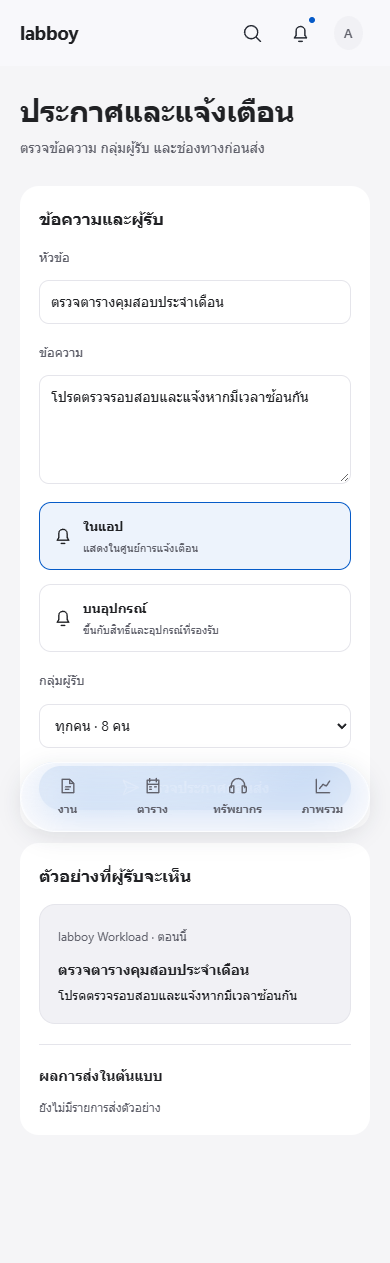 labboy
A
ประกาศและแจ้งเตือน
ตรวจข้อความ กลุ่มผู้รับ และช่องทางก่อนส่ง
ข้อความและผู้รับ
หัวข้อ
ตรวจตารางคุมสอบประจำเดือน
ข้อความ
โปรดตรวจรอบสอบและแจ้งหากมีเวลาซ้อนกัน
ในแอป
แสดงในศูนย์การแจ้งเตือน
บนอุปกรณ์
ขึ้นกับสิทธิ์และอุปกรณ์ที่รองรับ
กลุ่มผู้รับ
ทุกคน · 8 คน
งาน ตาราง ทรัพยากร ภาพรวม
ตัวอย่างที่ผู้รับจะเห็น
labboy Workload · ตอนนี้
ตรวจตารางคุมสอบประจำเดือน
โปรดตรวจรอบสอบและแจ้งหากมีเวลาซ้อนกัน
ผลการส่งในต้นแบบ
ยังไม่มีรายการส่งตัวอย่าง